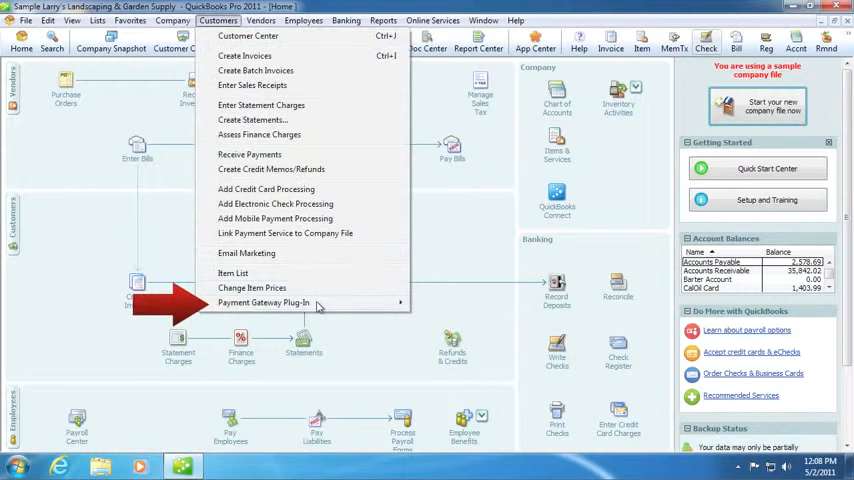 Sample Larry's Landscaping & Garden Supply - QuickBooks Pro 2011 - [Home]
File Edit View Lists Favorites Company Customers Vendors Employees Banking Reports Online Services Window Help
Home Search Company Snapshot Customer C Doc Center Report Center App Center Help Invoice Item MemTx Check Bill Reg Accnt Rmnd
Customer Center Ctrl+J
Create Invoices Ctrl+I
Create Batch Invoices
Enter Sales Receipts
Enter Statement Charges
Create Statements...
Assess Finance Charges
Receive Payments
Create Credit Memos/Refunds
Add Credit Card Processing
Add Electronic Check Processing
Add Mobile Payment Processing
Link Payment Service to Company File
Email Marketing
Item List
Change Item Prices
Payment Gateway Plug-In
Vendors
Purchase
Orders
Manage
Sales
Tax
Enter Bills
Pay Bills
Customers
Statement
Charges
Finance
Charges
Statements
Refunds
& Credits
Employees
Payroll
Center
Pay
Employees
Pay
Liabilities
Process
Payroll
Forms
Employee
Benefits
Company
Chart of
Accounts
Inventory
Activities
Items &
Services
QuickBooks
Connect
Banking
Record
Deposits
Reconcile
Write
Checks
Check
Register
Print
Checks
Enter Credit
Card Charges
You are using a sample
company file
Start your new
company file now
Getting Started
Quick Start Center
Setup and Training
Account Balances
Name Balance
Accounts Payable 2,578.69
Accounts Receivable 35,842.02
Barter Account 0.00
CalOil Card 1,403.99
Do More with QuickBooks
Learn about payroll options
Accept credit cards & eChecks
Order Checks & Business Cards
Recommended Services
Backup Status
Your data may only be partially
12:08 PM
5/2/2011